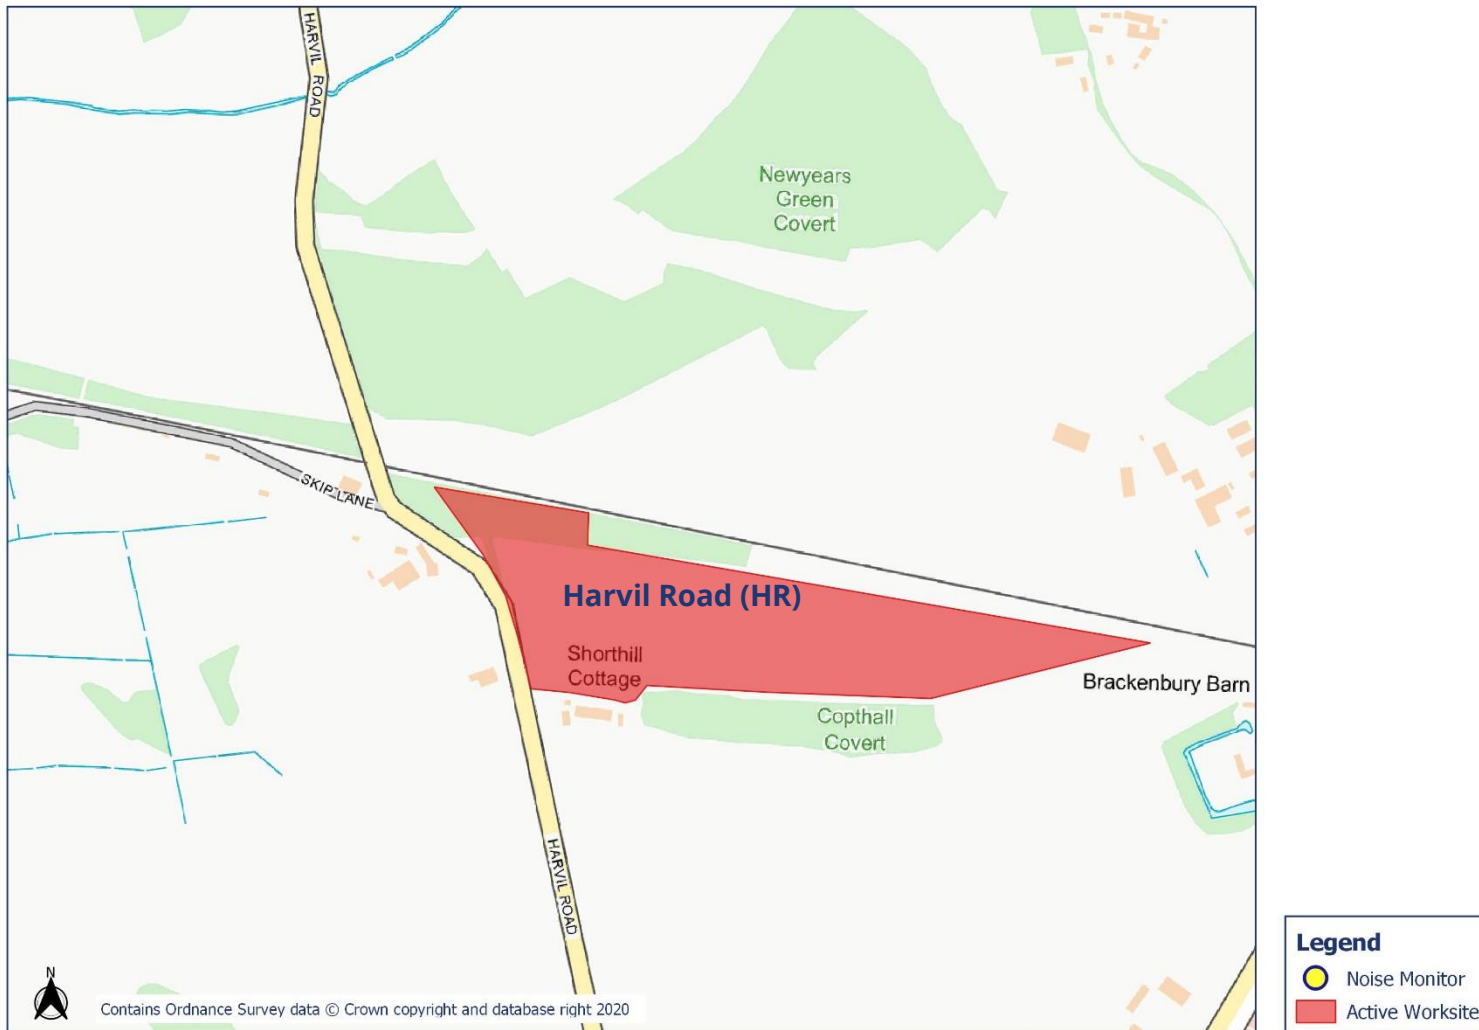 HARVIL ROAD
Newyears
Green
Covert
SKIP LANE
Harvil Road (HR)
Shorthill
Cottage
Brackenbury Barn
Copthall
Covert
HARVIL ROAD
N
Contains Ordnance Survey data © Crown copyright and database right 2020
Legend
Noise Monitor
Active Worksite